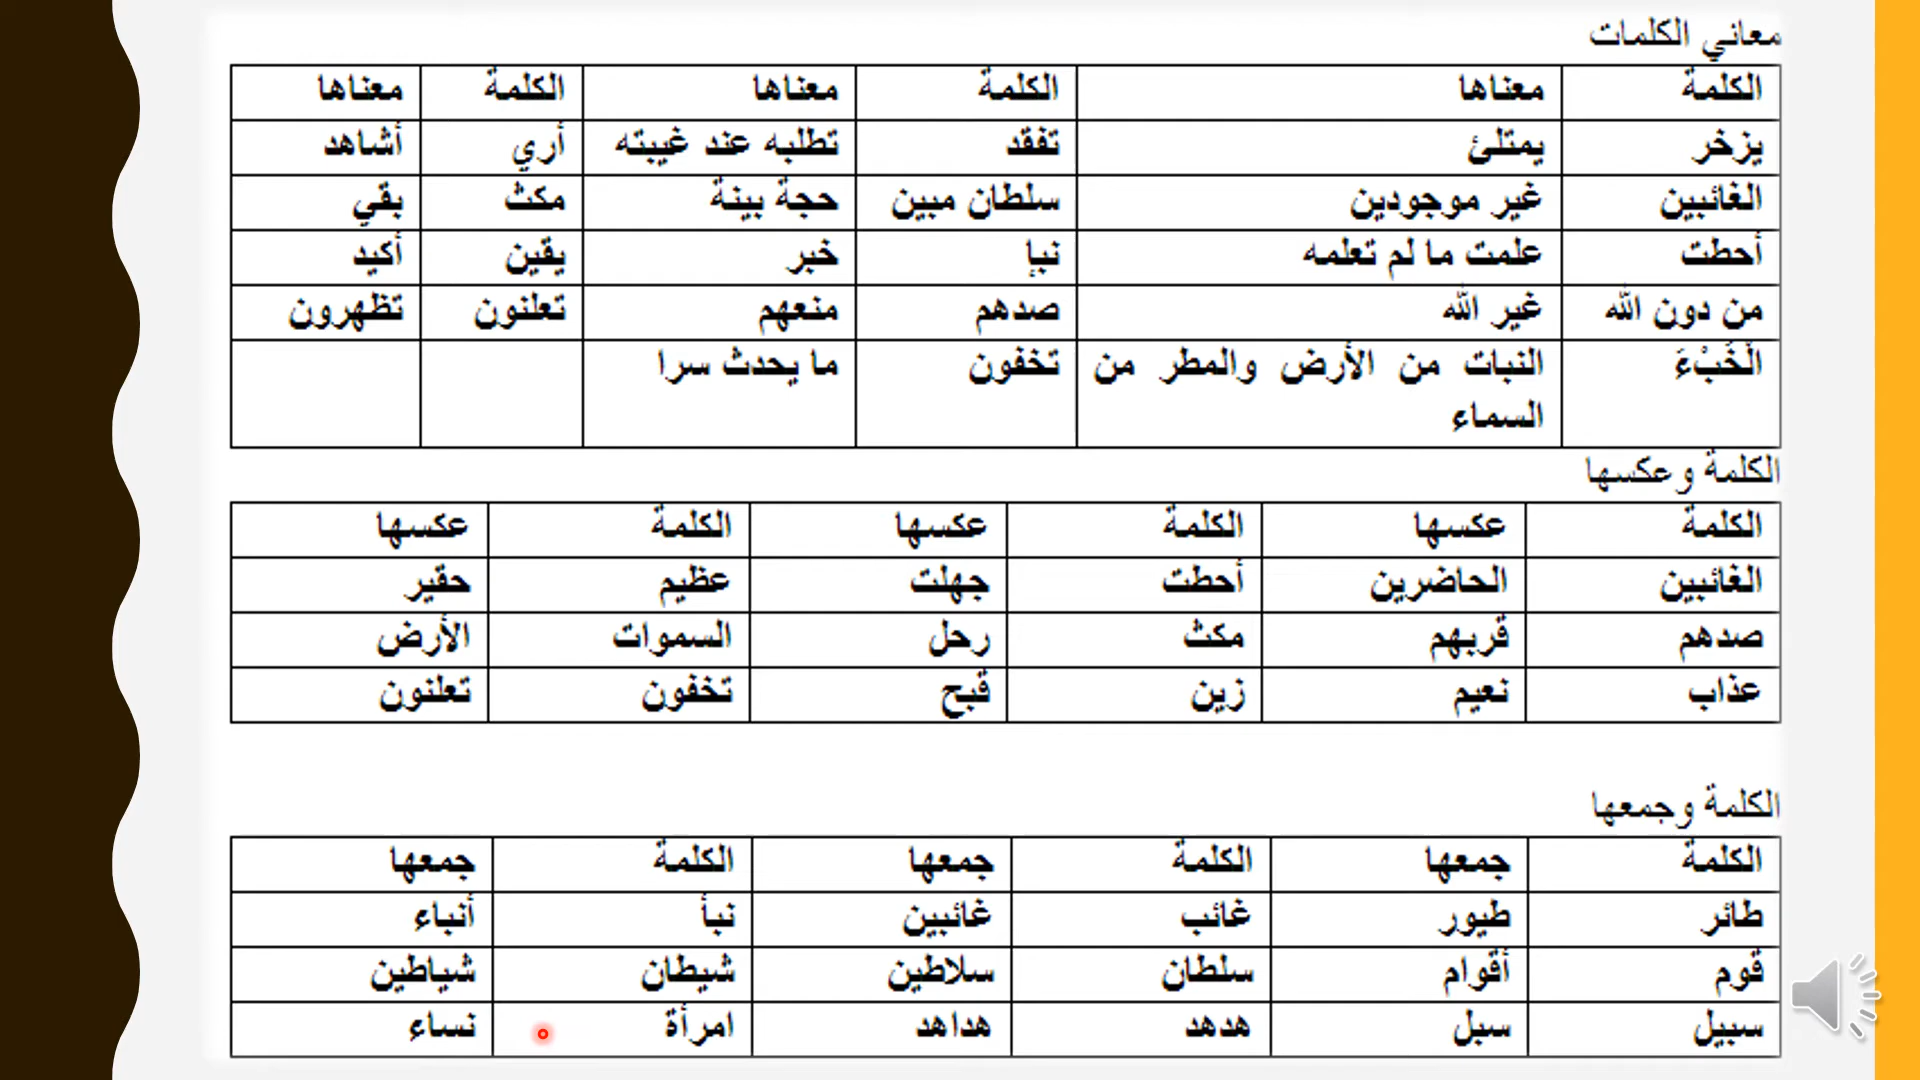 معاني الكلمات
الكلمة معناها الكلمة معناها الكلمة معناها
يزخر يمتلئ تفقد تطلبه عند غيبته أري أشاهد
الغائبين غير موجودين سلطان مبين حجة بينة مكث بقي
أحطت علمت ما لم تعلمه نبإ خبر يقين أكيد
من دون الله غير الله صدهم منعهم تعلنون تظهرون
الْخَبْءَ النبات من الأرض والمطر من تخفون ما يحدث سرا
السماء
الكلمة وعكسها
الكلمة عكسها الكلمة عكسها الكلمة عكسها
الغائبين الحاضرين أحطت جهلت عظيم حقير
صدهم قربهم مكث رحل السموات الأرض
عذاب نعيم زين قبح تخفون تعلنون
الكلمة وجمعها
الكلمة جمعها الكلمة جمعها الكلمة جمعها
طائر طيور غائب غائبين نبأ أنباء
قوم أقوام سلطان سلاطين شيطان شياطين
سبيل سبل هدهد هداهد امرأة نساء